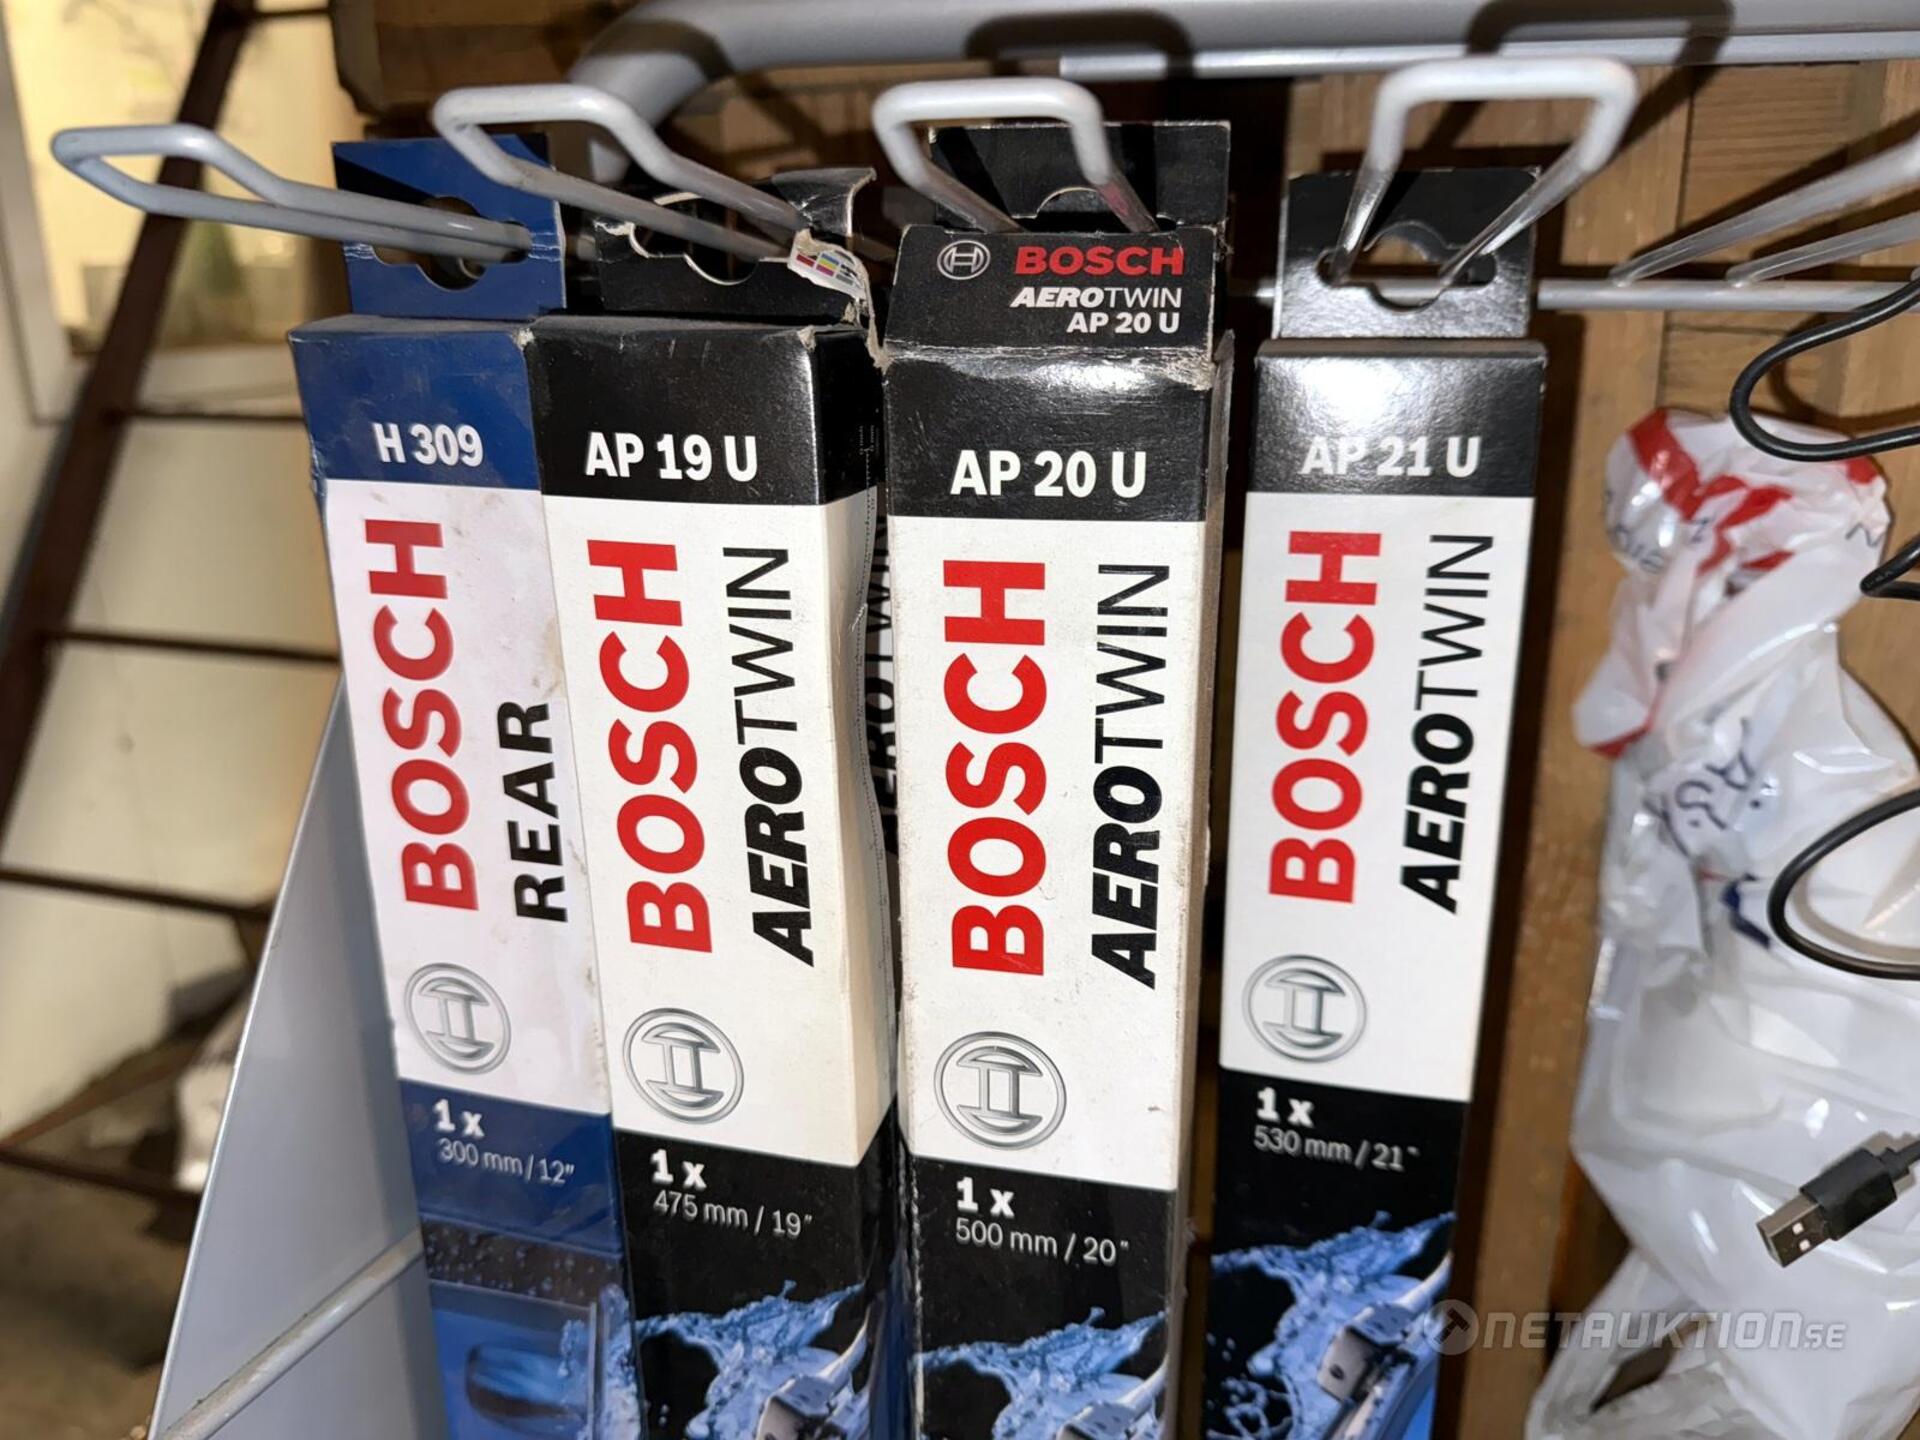 H 309
BOSCH
REAR
1 x
300 mm / 12"
AP 19 U
BOSCH
AEROTWIN
1 x
475 mm / 19"
BOSCH
AEROTWIN
AP 20 U
AP 20 U
BOSCH
AEROTWIN
1 x
500 mm / 20"
AP 21 U
BOSCH
AEROTWIN
1 x
530 mm / 21"
NETAUKTION.SE